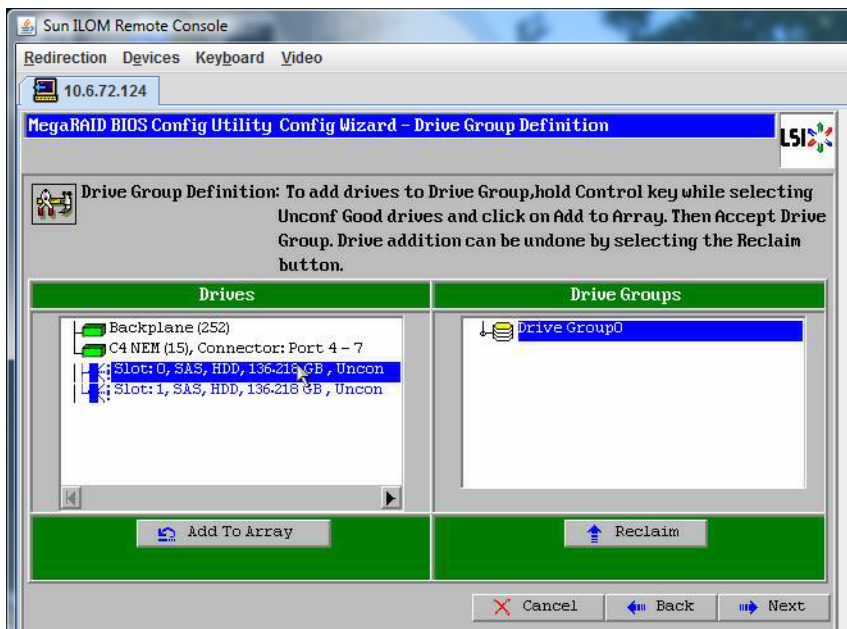 Sun ILOM Remote Console
Redirection Devices Keyboard Video
10.6.72.124
MegaRAID BIOS Config Utility Config Wizard - Drive Group Definition
LSI
Drive Group Definition: To add drives to Drive Group,hold Control key while selecting
Unconf Good drives and click on Add to Array. Then Accept Drive
Group. Drive addition can be undone by selecting the Reclaim
button.
Drives
Drive Groups
Backplane (252)
C4 NEM (15), Connector: Port 4 - 7
Slot: 0, SAS, HDD, 136.218 GB , Uncon
Slot: 1, SAS, HDD, 136.218 GB , Uncon
Drive Group0
Add To Array
Reclaim
Cancel
Back
Next